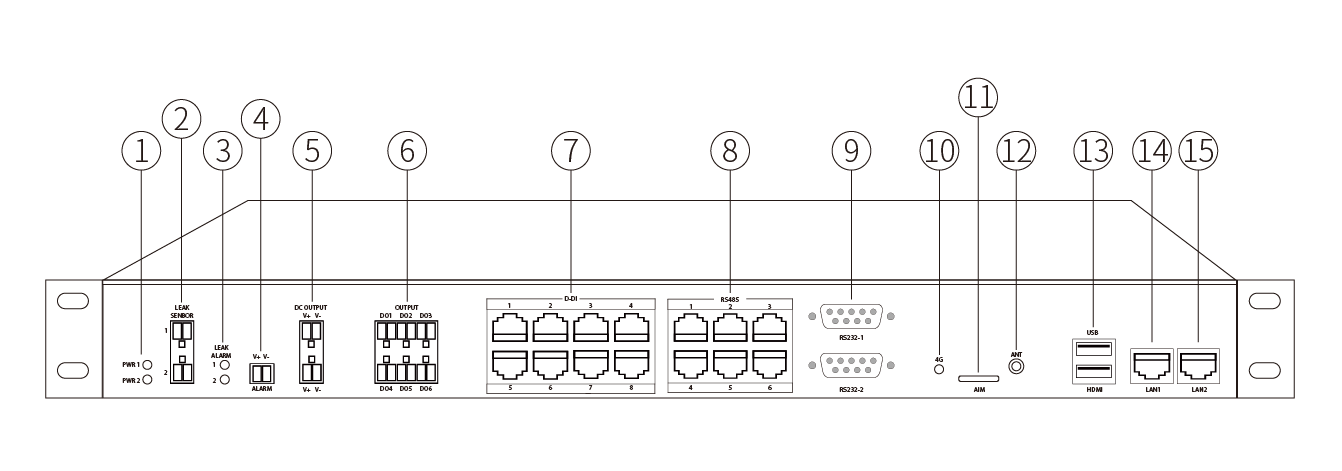 ① ② ③ ④ ⑤ ⑥ ⑦ ⑧ ⑨ ⑩ ⑪ ⑫ ⑬ ⑭ ⑮
PWR 1
PWR 2
LEAK
SENBOR
1
2
LEAK
ALARM
1
2
V+ V-
ALARM
DC OUTPUT
V+ V-
V+ V-
OUTPUT
DO1 DO2 DO3
DO4 DO5 DO6
D-DI
1 2 3 4
5 6 7 8
RS485
1 2 3
4 5 6
RS232-1
RS232-2
4G
AIM
ANT
USB
HDMI
LAN1
LAN2